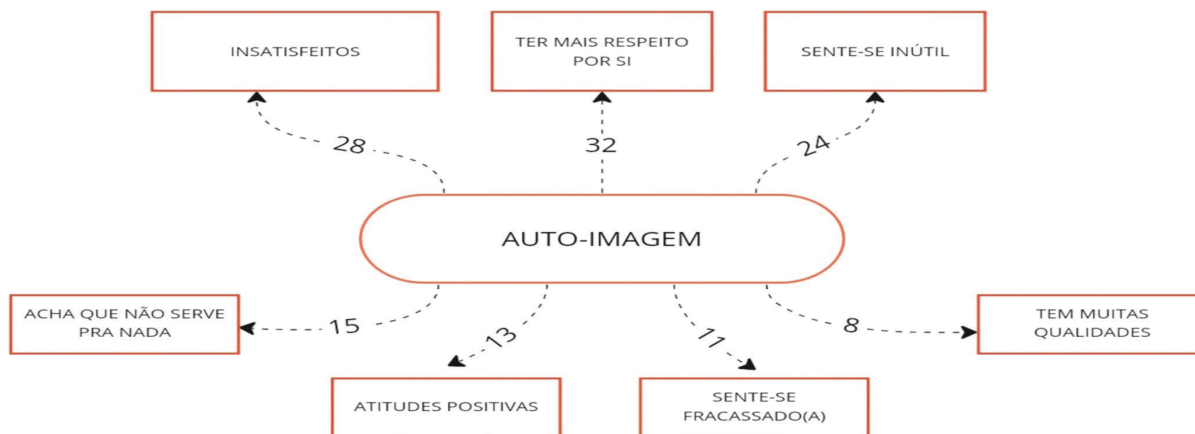 INSATISFEITOS
TER MAIS RESPEITO
POR SI
SENTE-SE INÚTIL
28
32
24
AUTO-IMAGEM
ACHA QUE NÃO SERVE
PRA NADA
15
13
11
8
TEM MUITAS
QUALIDADES
ATITUDES POSITIVAS
SENTE-SE
FRACASSADO(A)